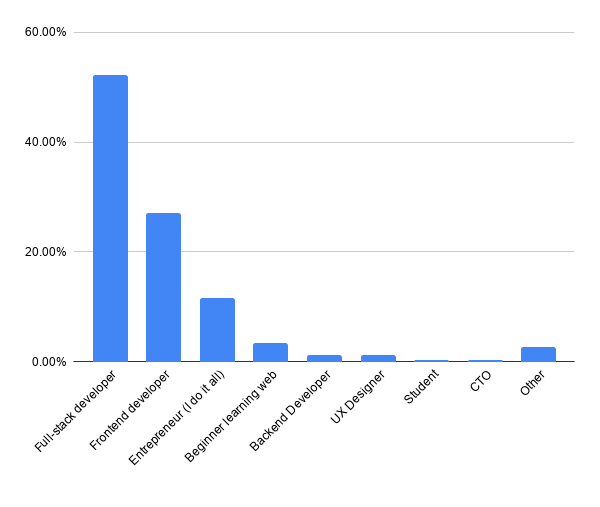 60.00%
40.00%
20.00%
0.00%
Full-stack developer
Frontend developer
Entrepreneur (I do it all)
Beginner learning web
Backend Developer
UX Designer
Student
CTO
Other